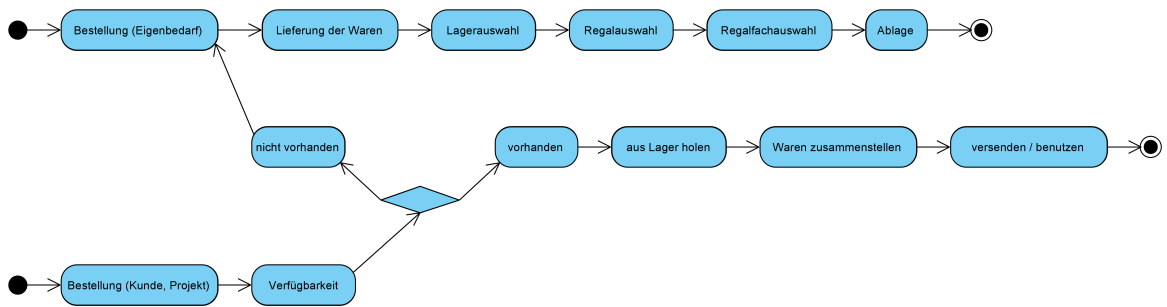 Bestellung (Eigenbedarf)
Lieferung der Waren
Lagerauswahl
Regalauswahl
Regalfachauswahl
Ablage
nicht vorhanden
vorhanden
aus Lager holen
Waren zusammenstellen
versenden / benutzen
Bestellung (Kunde, Projekt)
Verfügbarkeit